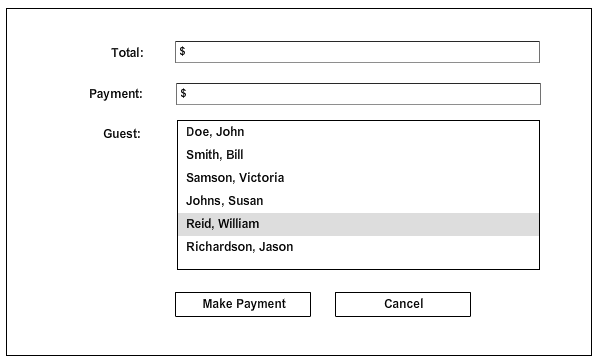 Total: $
Payment: $
Guest: Doe, John
Smith, Bill
Samson, Victoria
Johns, Susan
Reid, William
Richardson, Jason
Make Payment Cancel